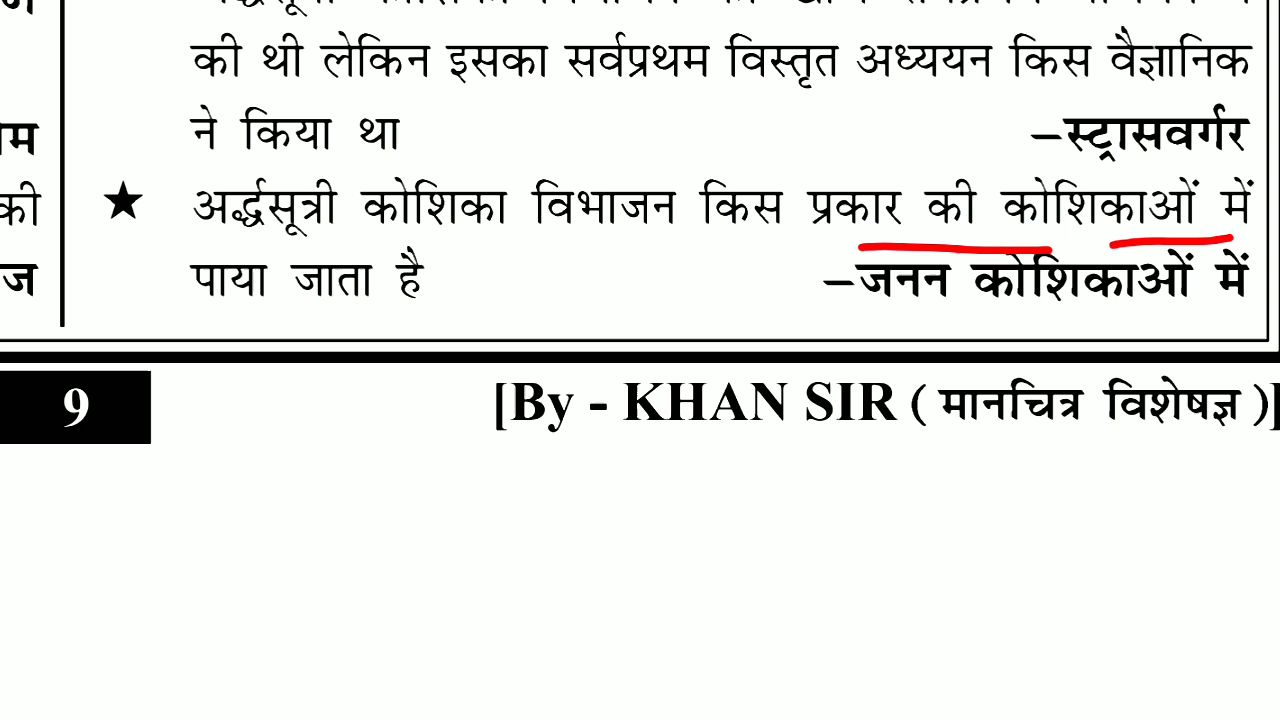 की थी लेकिन इसका सर्वप्रथम विस्तृत अध्ययन किस वैज्ञानिक
ने किया था –स्ट्रासवर्गर
★ अर्द्धसूत्री कोशिका विभाजन किस प्रकार की कोशिकाओं में
पाया जाता है –जनन कोशिकाओं में
की
ज
9 [By - KHAN SIR ( मानचित्र विशेषज्ञ )]